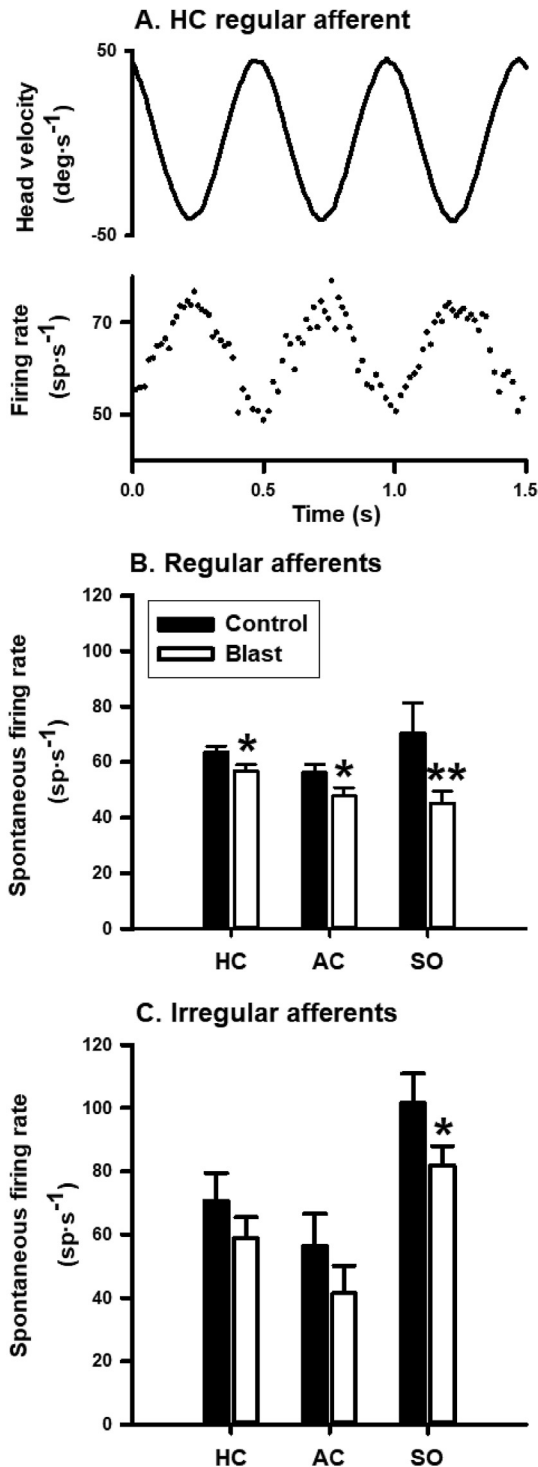 A. HC regular afferent
Head velocity
(deg·s-1)
50
-50
Firing rate
(sp·s-1)
70
50
0.0 0.5 1.0 1.5
Time (s)
B. Regular afferents
Spontaneous firing rate
(sp·s-1)
120
100
80
60
40
20
0
Control
Blast
* * **
HC AC SO
C. Irregular afferents
Spontaneous firing rate
(sp·s-1)
120
100
80
60
40
20
0
*
HC AC SO